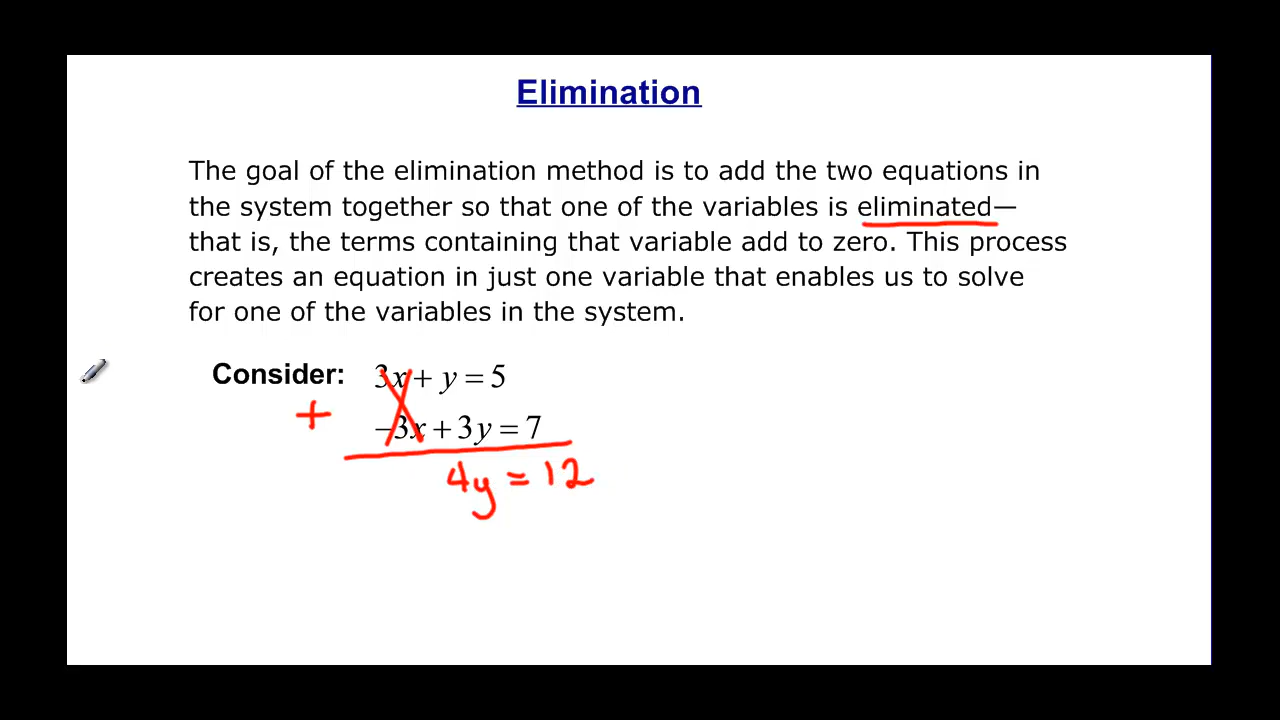 Elimination
The goal of the elimination method is to add the two equations in
the system together so that one of the variables is eliminated—
that is, the terms containing that variable add to zero. This process
creates an equation in just one variable that enables us to solve
for one of the variables in the system.
Consider: 3x + y = 5
+ −3x + 3y = 7
4y = 12